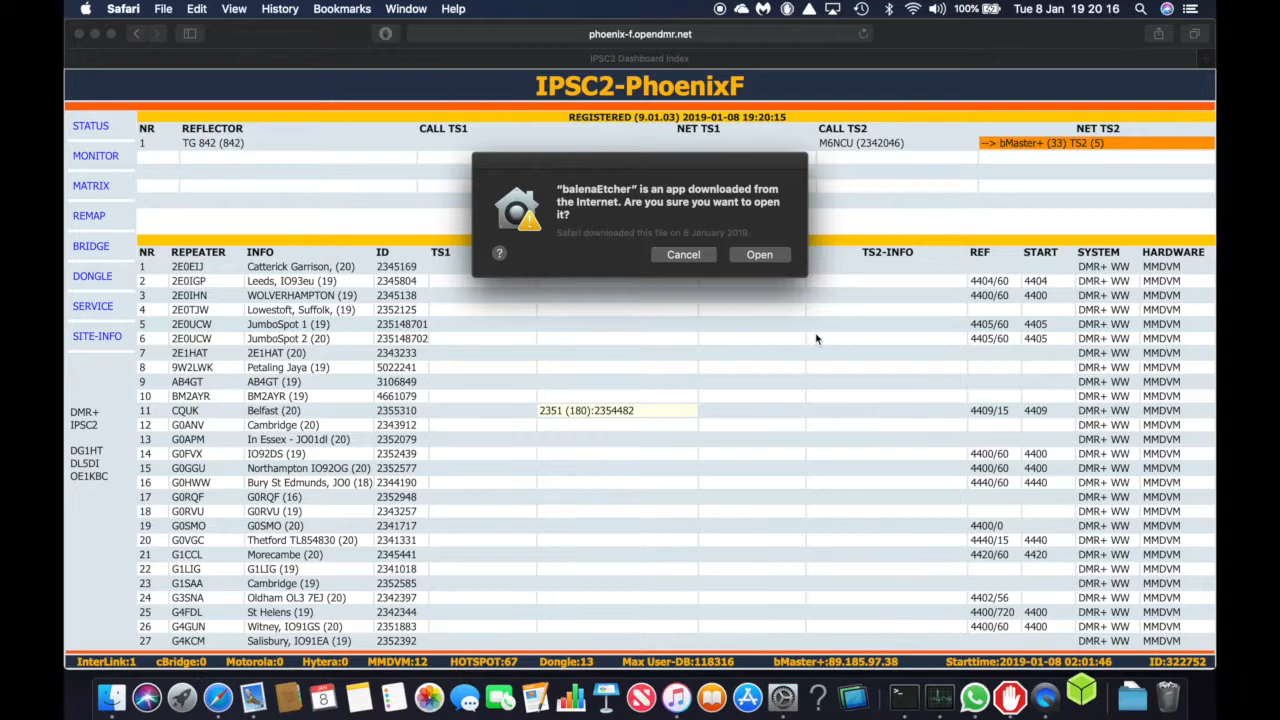 Safari File Edit View History Bookmarks Window Help 100% Tue 8 Jan 19 20 16
phoenix-f.opendmr.net
IPSC2 Dashboard Index
IPSC2-PhoenixF
REGISTERED (9.01.03) 2019-01-08 19:20:15
NR REFLECTOR CALL TS1 NET TS1 CALL TS2 NET TS2
1 TG 842 (842) M6NCU (2342046) --> bMaster+ (33) TS2 (5)
STATUS
MONITOR
MATRIX
REMAP
BRIDGE
DONGLE
SERVICE
SITE-INFO
DMR+
IPSC2
DG1HT
DL5DI
OE1KBC
“balenaEtcher” is an app downloaded from
the Internet. Are you sure you want to open
it?
Safari downloaded this file on 6 January 2019.
? Cancel Open
NR REPEATER INFO ID TS1 TS2-INFO REF START SYSTEM HARDWARE
1 2E0EIJ Catterick Garrison, (20) 2345169 DMR+ WW MMDVM
2 2E0IGP Leeds, IO93eu (19) 2345804 4404/60 4404 DMR+ WW MMDVM
3 2E0IHN WOLVERHAMPTON (19) 2345138 4400/60 4400 DMR+ WW MMDVM
4 2E0TJW Lowestoft, Suffolk, (19) 2352125 DMR+ WW MMDVM
5 2E0UCW JumboSpot 1 (19) 235148701 4405/60 4405 DMR+ WW MMDVM
6 2E0UCW JumboSpot 2 (20) 235148702 4405/60 4405 DMR+ WW MMDVM
7 2E1HAT 2E1HAT (20) 2343233 DMR+ WW MMDVM
8 9W2LWK Petaling Jaya (19) 5022241 DMR+ WW MMDVM
9 AB4GT AB4GT (19) 3106849 DMR+ WW MMDVM
10 BM2AYR BM2AYR (19) 4661079 DMR+ WW MMDVM
11 CQUK Belfast (20) 2355310 2351 (180):2354482 4409/15 4409 DMR+ WW MMDVM
12 G0ANV Cambridge (20) 2343912 DMR+ WW MMDVM
13 G0APM In Essex - JO01dl (20) 2352079 DMR+ WW MMDVM
14 G0FVX IO92DS (19) 2352439 4400/60 4400 DMR+ WW MMDVM
15 G0GGU Northampton IO92OG (20) 2352577 4400/60 4400 DMR+ WW MMDVM
16 G0HWW Bury St Edmunds, JO0 (18) 2344190 4440/60 4440 DMR+ WW MMDVM
17 G0RQF G0RQF (16) 2352948 DMR+ WW MMDVM
18 G0RVU G0RVU (19) 2343257 DMR+ WW MMDVM
19 G0SMO G0SMO (20) 2341717 4400/0 DMR+ WW MMDVM
20 G0VGC Thetford TL854830 (20) 2341331 4440/15 4440 DMR+ WW MMDVM
21 G1CCL Morecambe (20) 2345441 4420/60 4420 DMR+ WW MMDVM
22 G1LIG G1LIG (19) 2341018 DMR+ WW MMDVM
23 G1SAA Cambridge (19) 2352585 DMR+ WW MMDVM
24 G3SNA Oldham OL3 7EJ (20) 2342397 4402/56 DMR+ WW MMDVM
25 G4FDL St Helens (19) 2342344 4400/720 4400 DMR+ WW MMDVM
26 G4GUN Witney, IO91GS (19) 2351883 4400/60 4400 DMR+ WW MMDVM
27 G4KCM Salisbury, IO91EA (19) 2352392 DMR+ WW MMDVM
InterLink:1 cBridge:0 Motorola:0 Hytera:0 MMDVM:12 HOTSPOT:67 Dongle:13 Max User-DB:118316 bMaster+:89.185.97.38 Starttime:2019-01-08 02:01:46 ID:322752